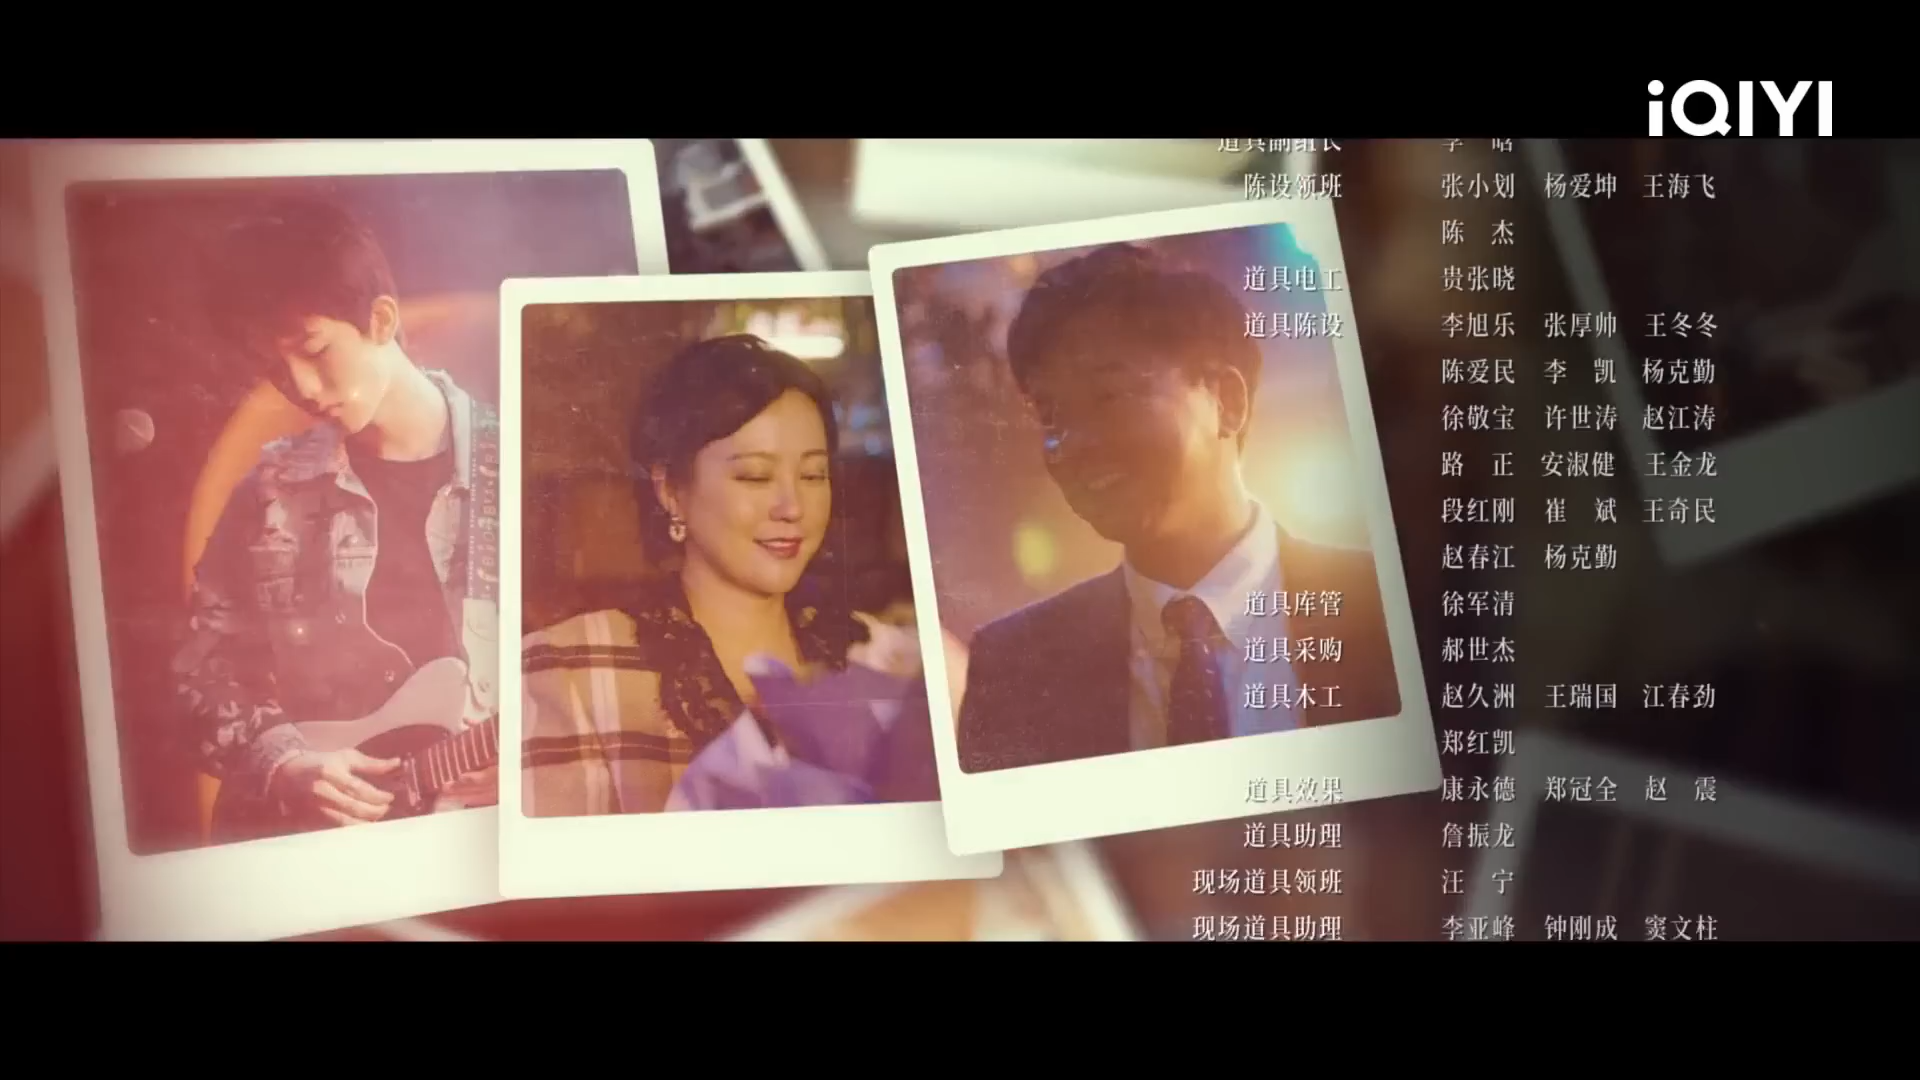 iQIYI
道具副组长 李 晗
陈设领班 张小划 杨爱坤 王海飞
陈 杰
道具电工 贵张晓
道具陈设 李旭乐 张厚帅 王冬冬
陈爱民 李 凯 杨克勤
徐敬宝 许世涛 赵江涛
路 正 安淑健 王金龙
段红刚 崔 斌 王奇民
赵春江 杨克勤
道具库管 徐军清
道具采购 郝世杰
道具木工 赵久洲 王瑞国 江春劲
郑红凯
道具效果 康永德 郑冠全 赵 震
道具助理 詹振龙
现场道具领班 汪 宁
现场道具助理 李亚峰 钟刚成 窦文柱